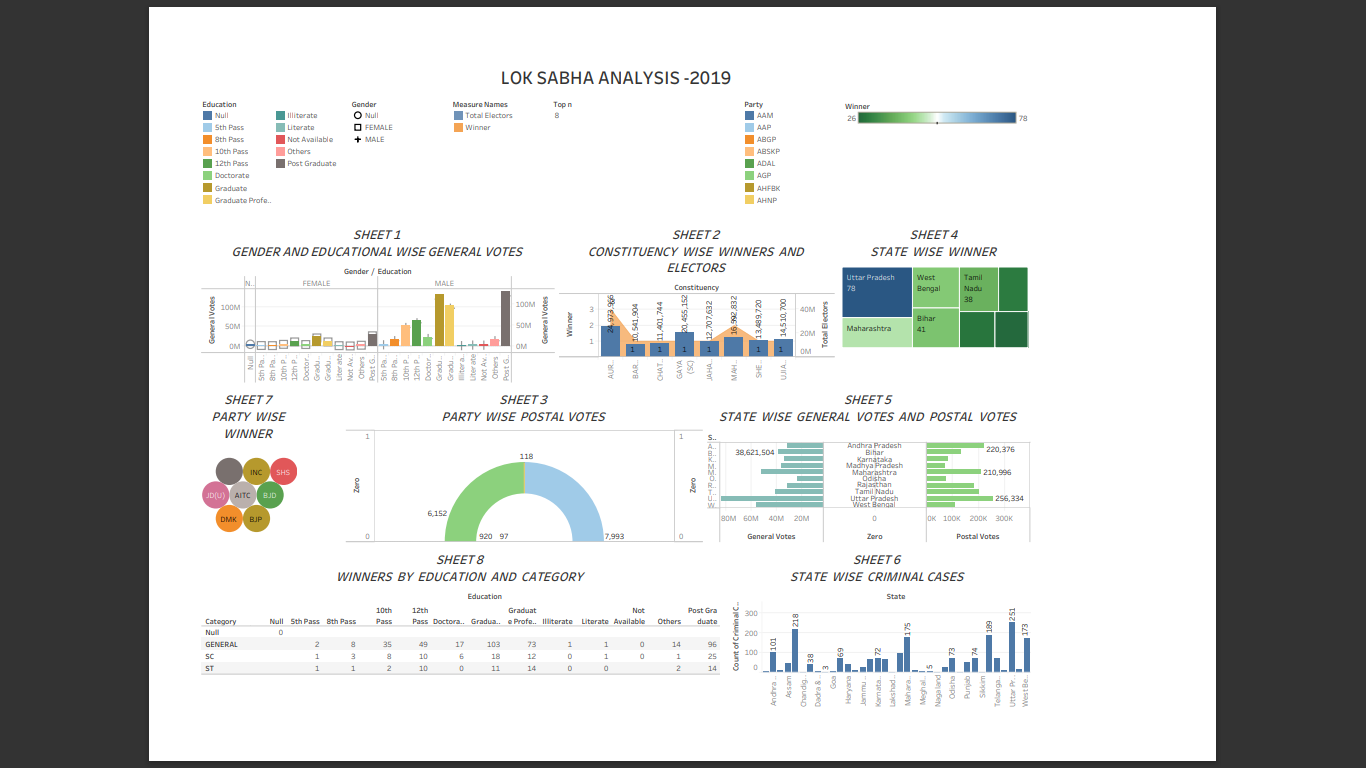 LOK SABHA ANALYSIS -2019
Education
Null
5th Pass
8th Pass
10th Pass
12th Pass
Doctorate
Graduate
Graduate Profe..
Illiterate
Literate
Not Available
Others
Post Graduate
Gender
Null
FEMALE
MALE
Measure Names
Total Electors
Winner
Top n
8
Party
AAM
AAP
ABGP
ABSKP
ADAL
AGP
AHFBK
AHNP
Winner
26 78
SHEET 1
GENDER AND EDUCATIONAL WISE GENERAL VOTES
Gender / Education
N.. FEMALE MALE
General Votes
100M
50M
0M
100M
50M
0M
General Votes
Null
5th Pa..
8th Pa..
10th P..
12th P..
Doctor..
Gradu..
Gradu..
Literate
Not Av..
Others
Post G..
5th Pa..
8th Pa..
10th P..
12th P..
Doctor..
Gradu..
Gradu..
Illitera..
Literate
Not Av..
Others
Post G..
SHEET 2
CONSTITUENCY WISE WINNERS AND
ELECTORS
Constituency
Winner
3
2
1
10,541,904
11,401,744
20,455,152
12,707,632
13,489,720
14,510,700
1 1 1 1 1 1 1
40M
20M
0M
Total Electors
AUR..
BAR..
CHAT..
GAYA
(SC)
JAHA..
MAH..
SHE..
UJIA..
SHEET 4
STATE WISE WINNER
Uttar Pradesh
78
Maharashtra
West
Bengal
Bihar
41
Tamil
Nadu
38
SHEET 7
PARTY WISE
WINNER
INC SHS
JD(U) AITC BJD
DMK BJP
SHEET 3
PARTY WISE POSTAL VOTES
1
Zero
0
118
6,152
920 97
7,993
1
Zero
0
SHEET 5
STATE WISE GENERAL VOTES AND POSTAL VOTES
S..
A..
B..
K..
M..
M..
O..
R..
T..
U..
W..
38,621,504
Andhra Pradesh
Bihar
Karnataka
Madhya Pradesh
Maharashtra
Odisha
Rajasthan
Tamil Nadu
Uttar Pradesh
West Bengal
220,376
210,996
256,334
80M 60M 40M 20M
0
0K 100K 200K 300K
General Votes Zero Postal Votes
SHEET 8
WINNERS BY EDUCATION AND CATEGORY
Education
10th 12th Graduat Not Post Gra
Category Null 5th Pass 8th Pass Pass Pass Doctora.. Gradua.. e Profe.. Illiterate Literate Available Others duate
Null 0
GENERAL 2 8 35 49 17 103 73 1 1 0 14 96
SC 1 3 8 10 6 18 12 0 1 0 1 25
ST 1 1 2 10 0 11 14 0 0 2 14
SHEET 6
STATE WISE CRIMINAL CASES
State
Count of Criminal C..
300
200
100
0
101
218
38
3
69
72
175
5
73
74
189
251
173
Andhra ..
Assam
Chandig..
Dadra & ..
Goa
Haryana
Jammu ..
Karnata..
Lakshad..
Mahara..
Meghal..
Nagaland
Odisha
Punjab
Sikkim
Telanga..
Uttar Pr..
West Be..